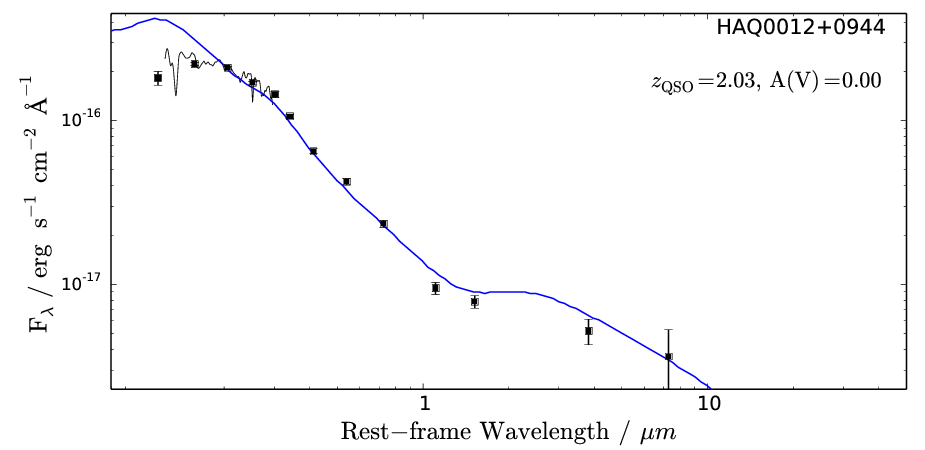 HAQ0012+0944
z_QSO=2.03, A(V)=0.00
F_λ / erg s⁻¹ cm⁻² Å⁻¹
10⁻¹⁶
10⁻¹⁷
1 10
Rest−frame Wavelength / μm